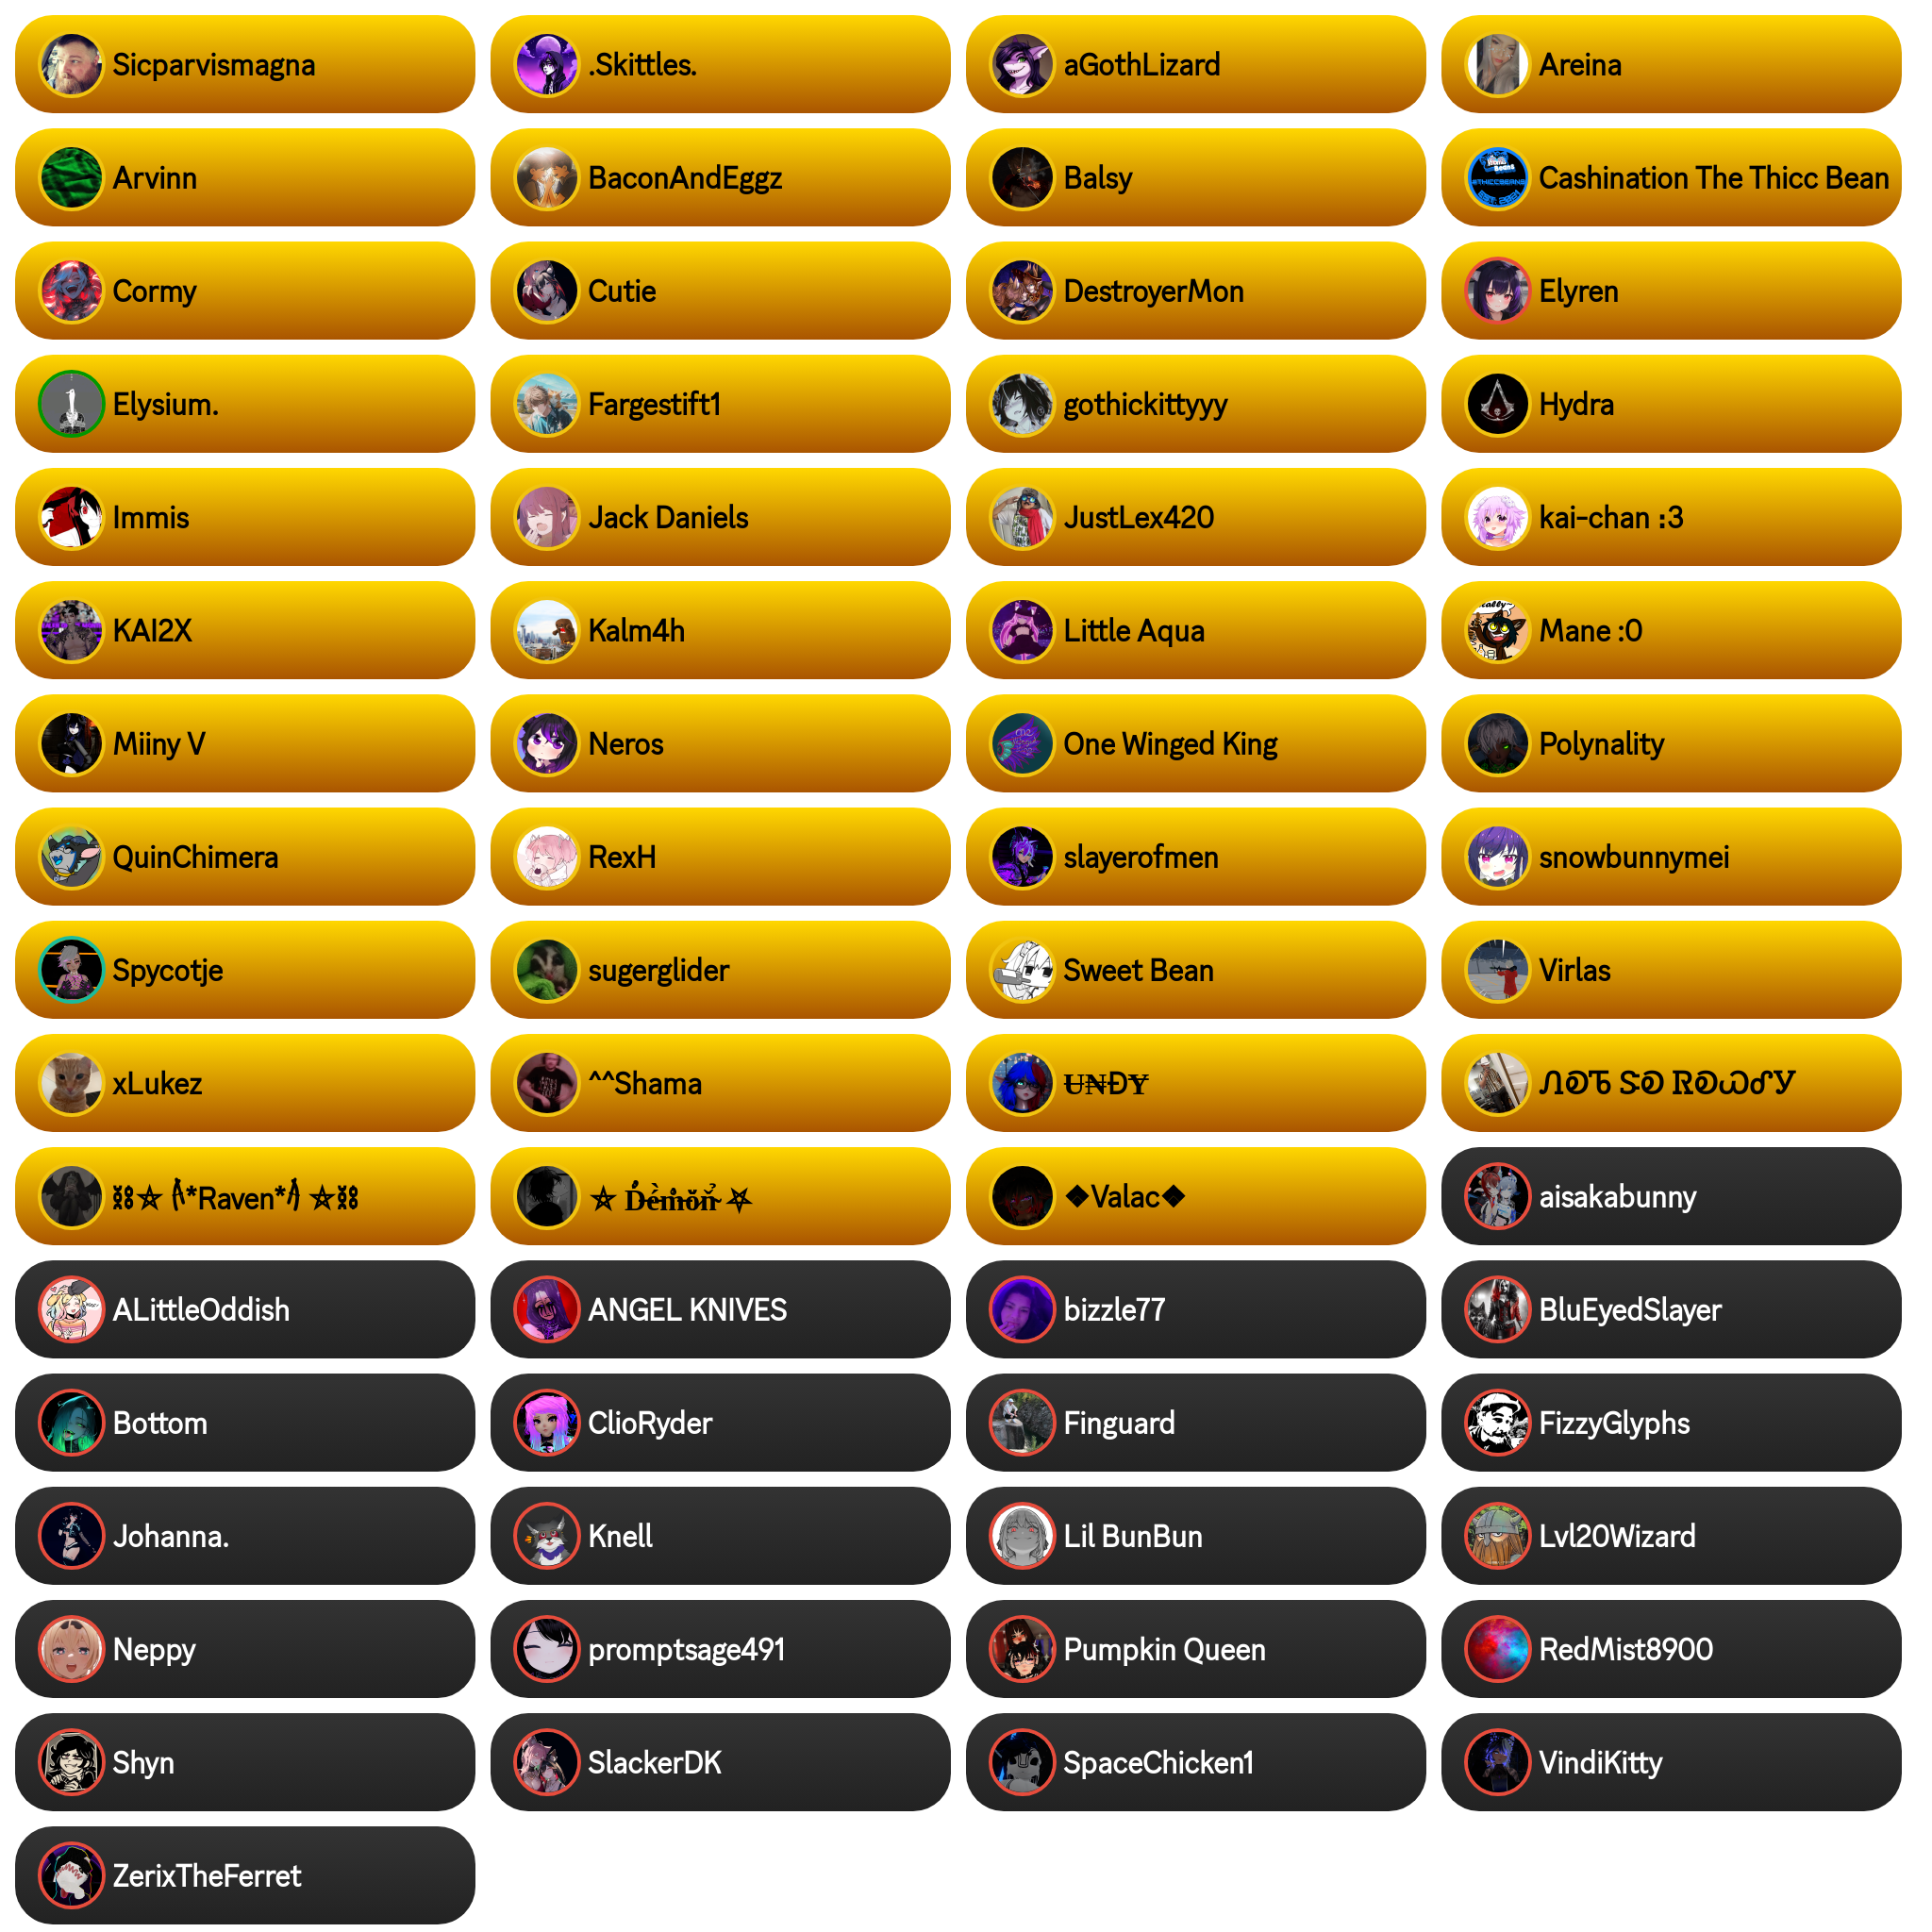 Sicparvismagna
.Skittles.
aGothLizard
Areina
Arvinn
BaconAndEggz
Balsy
Cashination The Thicc Bean
Cormy
Cutie
DestroyerMon
Elyren
Elysium.
Fargestift1
gothickittyyy
Hydra
Immis
Jack Daniels
JustLex420
kai-chan :3
KAI2X
Kalm4h
Little Aqua
Mane :0
Miiny V
Neros
One Winged King
Polynality
QuinChimera
RexH
slayerofmen
snowbunnymei
Spycotje
sugerglider
Sweet Bean
Virlas
xLukez
^^Shama
*Raven*
❖Valac❖
aisakabunny
ALittleOddish
ANGEL KNIVES
bizzle77
BluEyedSlayer
Bottom
ClioRyder
Finguard
FizzyGlyphs
Johanna.
Knell
Lil BunBun
Lvl20Wizard
Neppy
promptsage491
Pumpkin Queen
RedMist8900
Shyn
SlackerDK
SpaceChicken1
VindiKitty
ZerixTheFerret